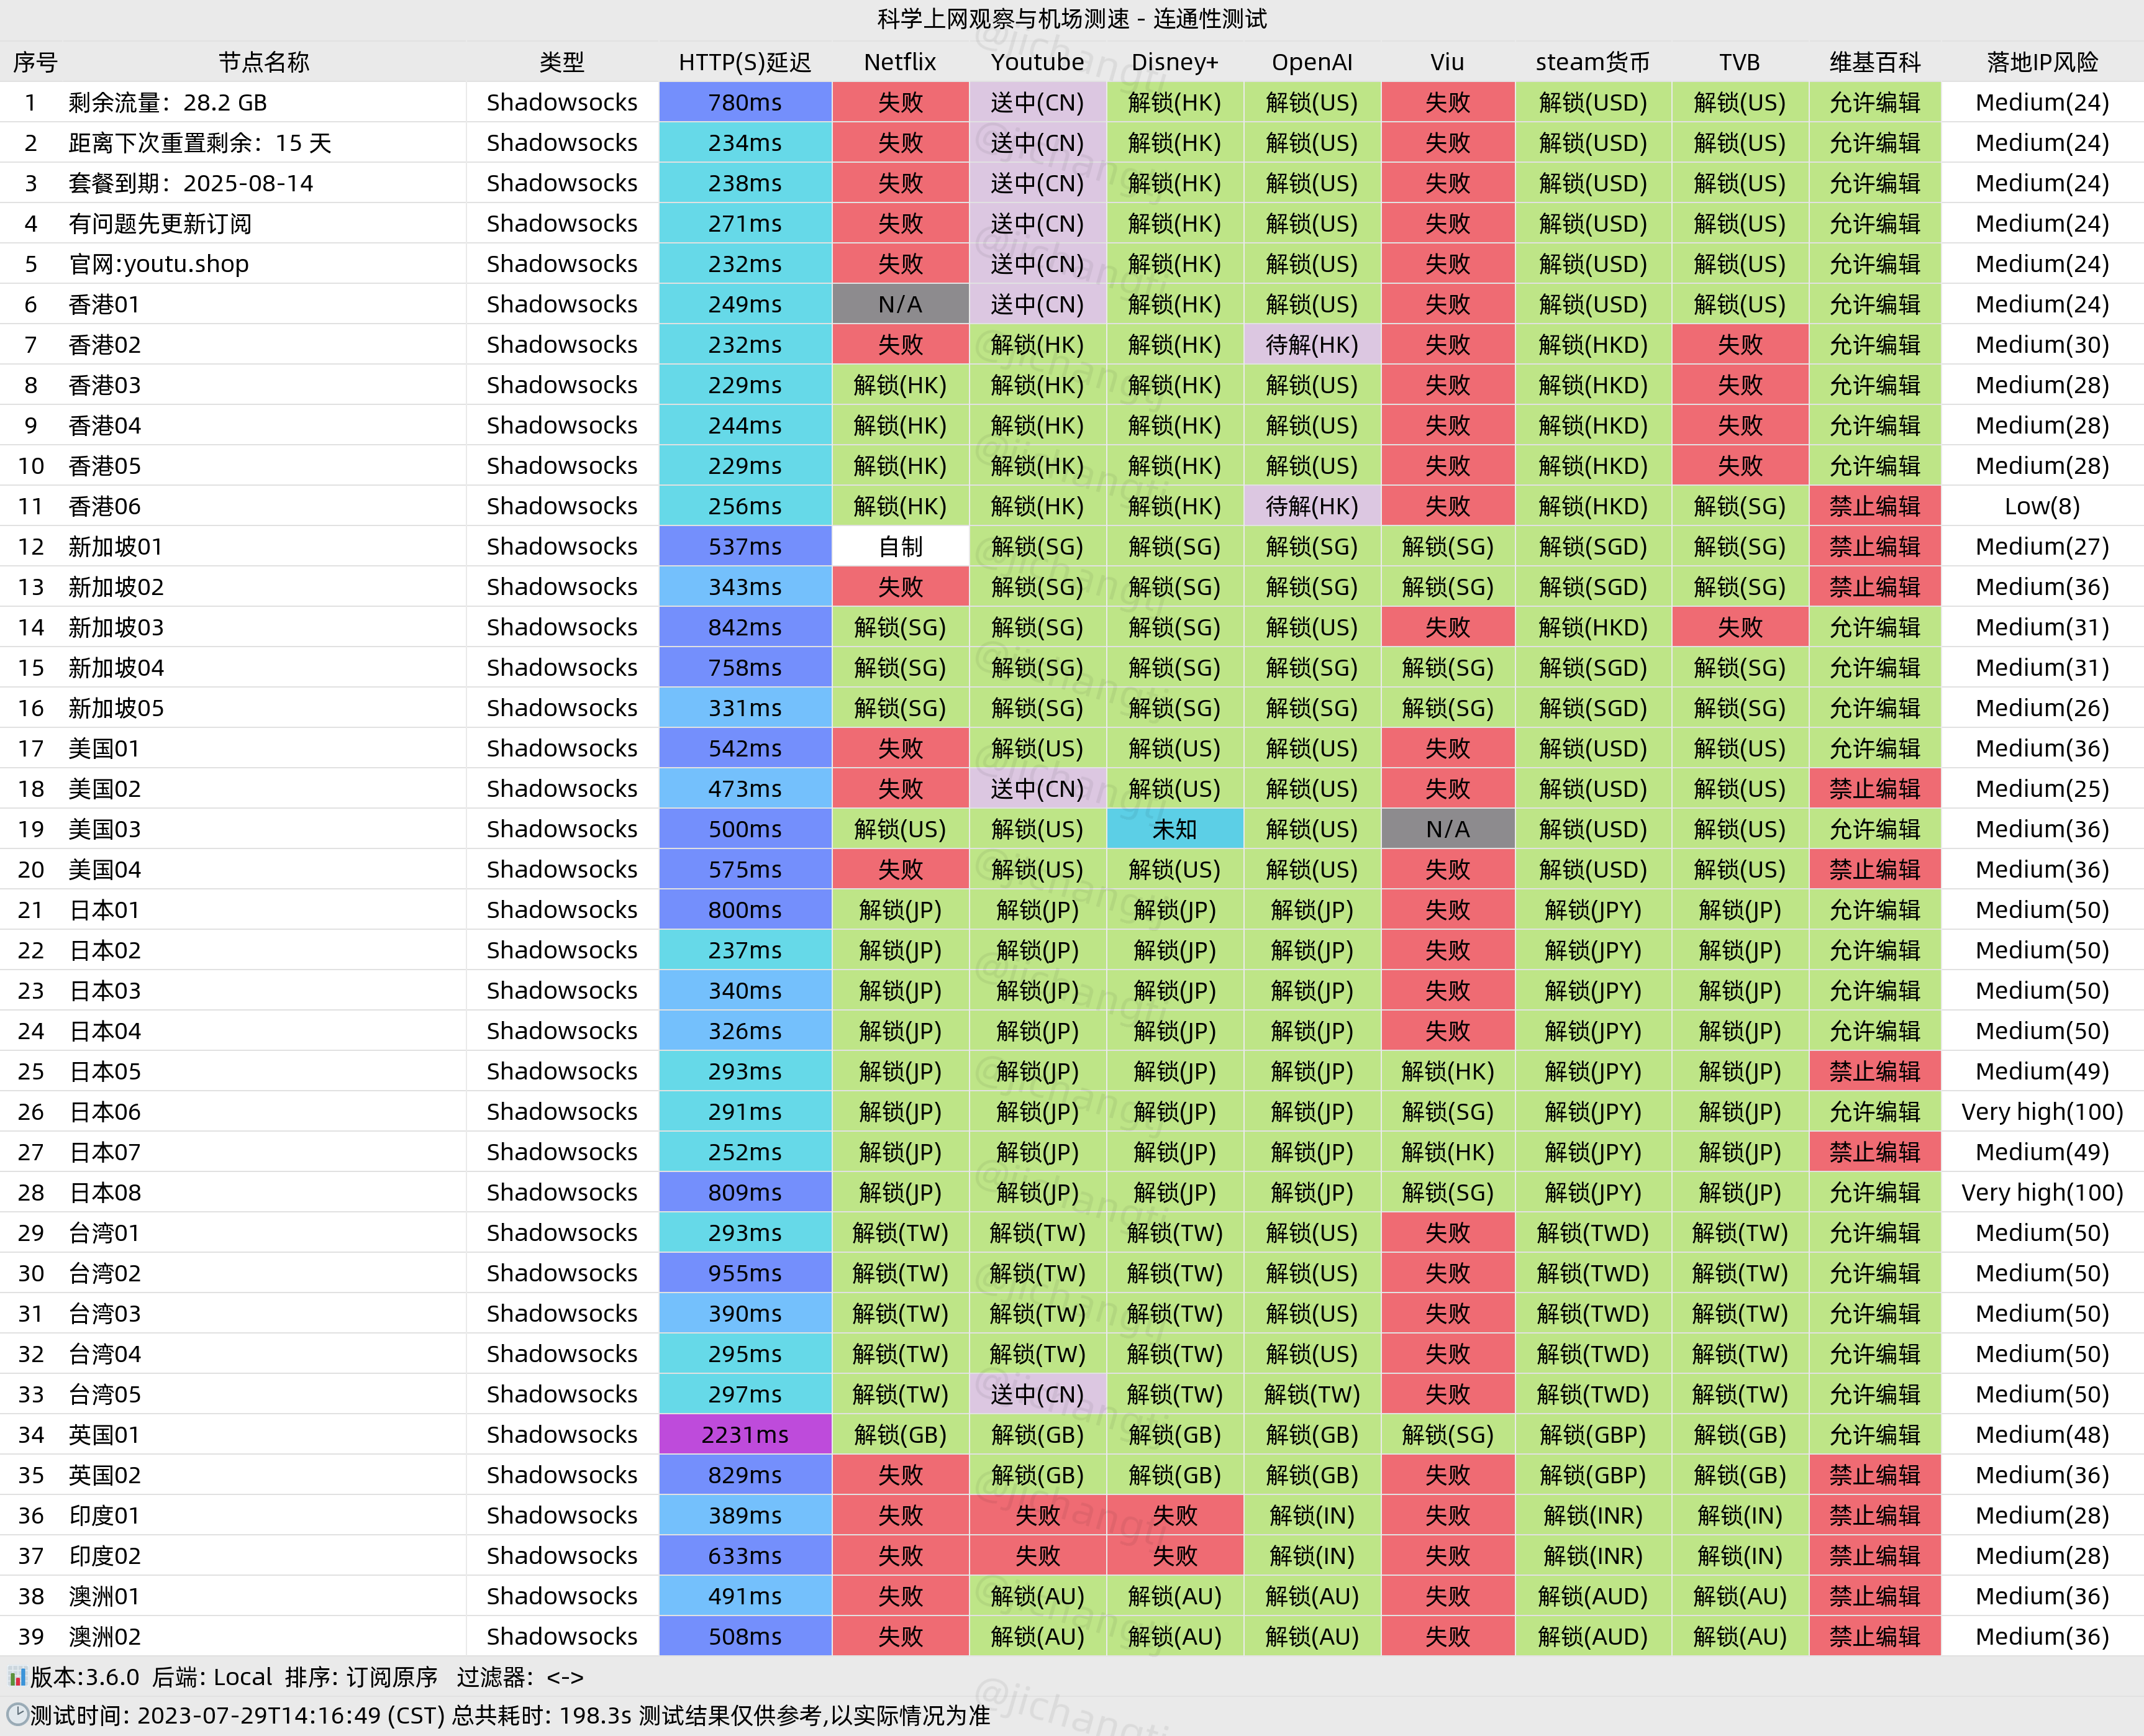 科学上网观察与机场测速 - 连通性测试
序号 节点名称 类型 HTTP(S)延迟 Netflix Youtube Disney+ OpenAI Viu steam货币 TVB 维基百科 落地IP风险
1 剩余流量：28.2 GB Shadowsocks 780ms 失败 送中(CN) 解锁(HK) 解锁(US) 失败 解锁(USD) 解锁(US) 允许编辑 Medium(24)
2 距离下次重置剩余：15 天 Shadowsocks 234ms 失败 送中(CN) 解锁(HK) 解锁(US) 失败 解锁(USD) 解锁(US) 允许编辑 Medium(24)
3 套餐到期：2025-08-14 Shadowsocks 238ms 失败 送中(CN) 解锁(HK) 解锁(US) 失败 解锁(USD) 解锁(US) 允许编辑 Medium(24)
4 有问题先更新订阅 Shadowsocks 271ms 失败 送中(CN) 解锁(HK) 解锁(US) 失败 解锁(USD) 解锁(US) 允许编辑 Medium(24)
5 官网:youtu.shop Shadowsocks 232ms 失败 送中(CN) 解锁(HK) 解锁(US) 失败 解锁(USD) 解锁(US) 允许编辑 Medium(24)
6 香港01 Shadowsocks 249ms N/A 送中(CN) 解锁(HK) 解锁(US) 失败 解锁(USD) 解锁(US) 允许编辑 Medium(24)
7 香港02 Shadowsocks 232ms 失败 解锁(HK) 解锁(HK) 待解(HK) 失败 解锁(HKD) 失败 允许编辑 Medium(30)
8 香港03 Shadowsocks 229ms 解锁(HK) 解锁(HK) 解锁(HK) 解锁(US) 失败 解锁(HKD) 失败 允许编辑 Medium(28)
9 香港04 Shadowsocks 244ms 解锁(HK) 解锁(HK) 解锁(HK) 解锁(US) 失败 解锁(HKD) 失败 允许编辑 Medium(28)
10 香港05 Shadowsocks 229ms 解锁(HK) 解锁(HK) 解锁(HK) 解锁(US) 失败 解锁(HKD) 失败 允许编辑 Medium(28)
11 香港06 Shadowsocks 256ms 解锁(HK) 解锁(HK) 解锁(HK) 待解(HK) 失败 解锁(HKD) 解锁(SG) 禁止编辑 Low(8)
12 新加坡01 Shadowsocks 537ms 自制 解锁(SG) 解锁(SG) 解锁(SG) 解锁(SG) 解锁(SGD) 解锁(SG) 禁止编辑 Medium(27)
13 新加坡02 Shadowsocks 343ms 失败 解锁(SG) 解锁(SG) 解锁(SG) 解锁(SG) 解锁(SGD) 解锁(SG) 禁止编辑 Medium(36)
14 新加坡03 Shadowsocks 842ms 解锁(SG) 解锁(SG) 解锁(SG) 解锁(US) 失败 解锁(HKD) 失败 允许编辑 Medium(31)
15 新加坡04 Shadowsocks 758ms 解锁(SG) 解锁(SG) 解锁(SG) 解锁(SG) 解锁(SG) 解锁(SGD) 解锁(SG) 允许编辑 Medium(31)
16 新加坡05 Shadowsocks 331ms 解锁(SG) 解锁(SG) 解锁(SG) 解锁(SG) 解锁(SG) 解锁(SGD) 解锁(SG) 允许编辑 Medium(26)
17 美国01 Shadowsocks 542ms 失败 解锁(US) 解锁(US) 解锁(US) 失败 解锁(USD) 解锁(US) 允许编辑 Medium(36)
18 美国02 Shadowsocks 473ms 失败 送中(CN) 解锁(US) 解锁(US) 失败 解锁(USD) 解锁(US) 禁止编辑 Medium(25)
19 美国03 Shadowsocks 500ms 解锁(US) 解锁(US) 未知 解锁(US) N/A 解锁(USD) 解锁(US) 允许编辑 Medium(36)
20 美国04 Shadowsocks 575ms 失败 解锁(US) 解锁(US) 解锁(US) 失败 解锁(USD) 解锁(US) 禁止编辑 Medium(36)
21 日本01 Shadowsocks 800ms 解锁(JP) 解锁(JP) 解锁(JP) 解锁(JP) 失败 解锁(JPY) 解锁(JP) 允许编辑 Medium(50)
22 日本02 Shadowsocks 237ms 解锁(JP) 解锁(JP) 解锁(JP) 解锁(JP) 失败 解锁(JPY) 解锁(JP) 允许编辑 Medium(50)
23 日本03 Shadowsocks 340ms 解锁(JP) 解锁(JP) 解锁(JP) 解锁(JP) 失败 解锁(JPY) 解锁(JP) 允许编辑 Medium(50)
24 日本04 Shadowsocks 326ms 解锁(JP) 解锁(JP) 解锁(JP) 解锁(JP) 失败 解锁(JPY) 解锁(JP) 允许编辑 Medium(50)
25 日本05 Shadowsocks 293ms 解锁(JP) 解锁(JP) 解锁(JP) 解锁(JP) 解锁(HK) 解锁(JPY) 解锁(JP) 禁止编辑 Medium(49)
26 日本06 Shadowsocks 291ms 解锁(JP) 解锁(JP) 解锁(JP) 解锁(JP) 解锁(SG) 解锁(JPY) 解锁(JP) 允许编辑 Very high(100)
27 日本07 Shadowsocks 252ms 解锁(JP) 解锁(JP) 解锁(JP) 解锁(JP) 解锁(HK) 解锁(JPY) 解锁(JP) 禁止编辑 Medium(49)
28 日本08 Shadowsocks 809ms 解锁(JP) 解锁(JP) 解锁(JP) 解锁(JP) 解锁(SG) 解锁(JPY) 解锁(JP) 允许编辑 Very high(100)
29 台湾01 Shadowsocks 293ms 解锁(TW) 解锁(TW) 解锁(TW) 解锁(US) 失败 解锁(TWD) 解锁(TW) 允许编辑 Medium(50)
30 台湾02 Shadowsocks 955ms 解锁(TW) 解锁(TW) 解锁(TW) 解锁(US) 失败 解锁(TWD) 解锁(TW) 允许编辑 Medium(50)
31 台湾03 Shadowsocks 390ms 解锁(TW) 解锁(TW) 解锁(TW) 解锁(US) 失败 解锁(TWD) 解锁(TW) 允许编辑 Medium(50)
32 台湾04 Shadowsocks 295ms 解锁(TW) 解锁(TW) 解锁(TW) 解锁(US) 失败 解锁(TWD) 解锁(TW) 允许编辑 Medium(50)
33 台湾05 Shadowsocks 297ms 解锁(TW) 送中(CN) 解锁(TW) 解锁(TW) 失败 解锁(TWD) 解锁(TW) 允许编辑 Medium(50)
34 英国01 Shadowsocks 2231ms 解锁(GB) 解锁(GB) 解锁(GB) 解锁(GB) 解锁(SG) 解锁(GBP) 解锁(GB) 允许编辑 Medium(48)
35 英国02 Shadowsocks 829ms 失败 解锁(GB) 解锁(GB) 解锁(GB) 失败 解锁(GBP) 解锁(GB) 禁止编辑 Medium(36)
36 印度01 Shadowsocks 389ms 失败 失败 失败 解锁(IN) 失败 解锁(INR) 解锁(IN) 禁止编辑 Medium(28)
37 印度02 Shadowsocks 633ms 失败 失败 失败 解锁(IN) 失败 解锁(INR) 解锁(IN) 禁止编辑 Medium(28)
38 澳洲01 Shadowsocks 491ms 失败 解锁(AU) 解锁(AU) 解锁(AU) 失败 解锁(AUD) 解锁(AU) 禁止编辑 Medium(36)
39 澳洲02 Shadowsocks 508ms 失败 解锁(AU) 解锁(AU) 解锁(AU) 失败 解锁(AUD) 解锁(AU) 禁止编辑 Medium(36)
版本:3.6.0 后端: Local 排序: 订阅原序 过滤器: <->
测试时间: 2023-07-29T14:16:49 (CST) 总共耗时: 198.3s 测试结果仅供参考,以实际情况为准
@jichangtj